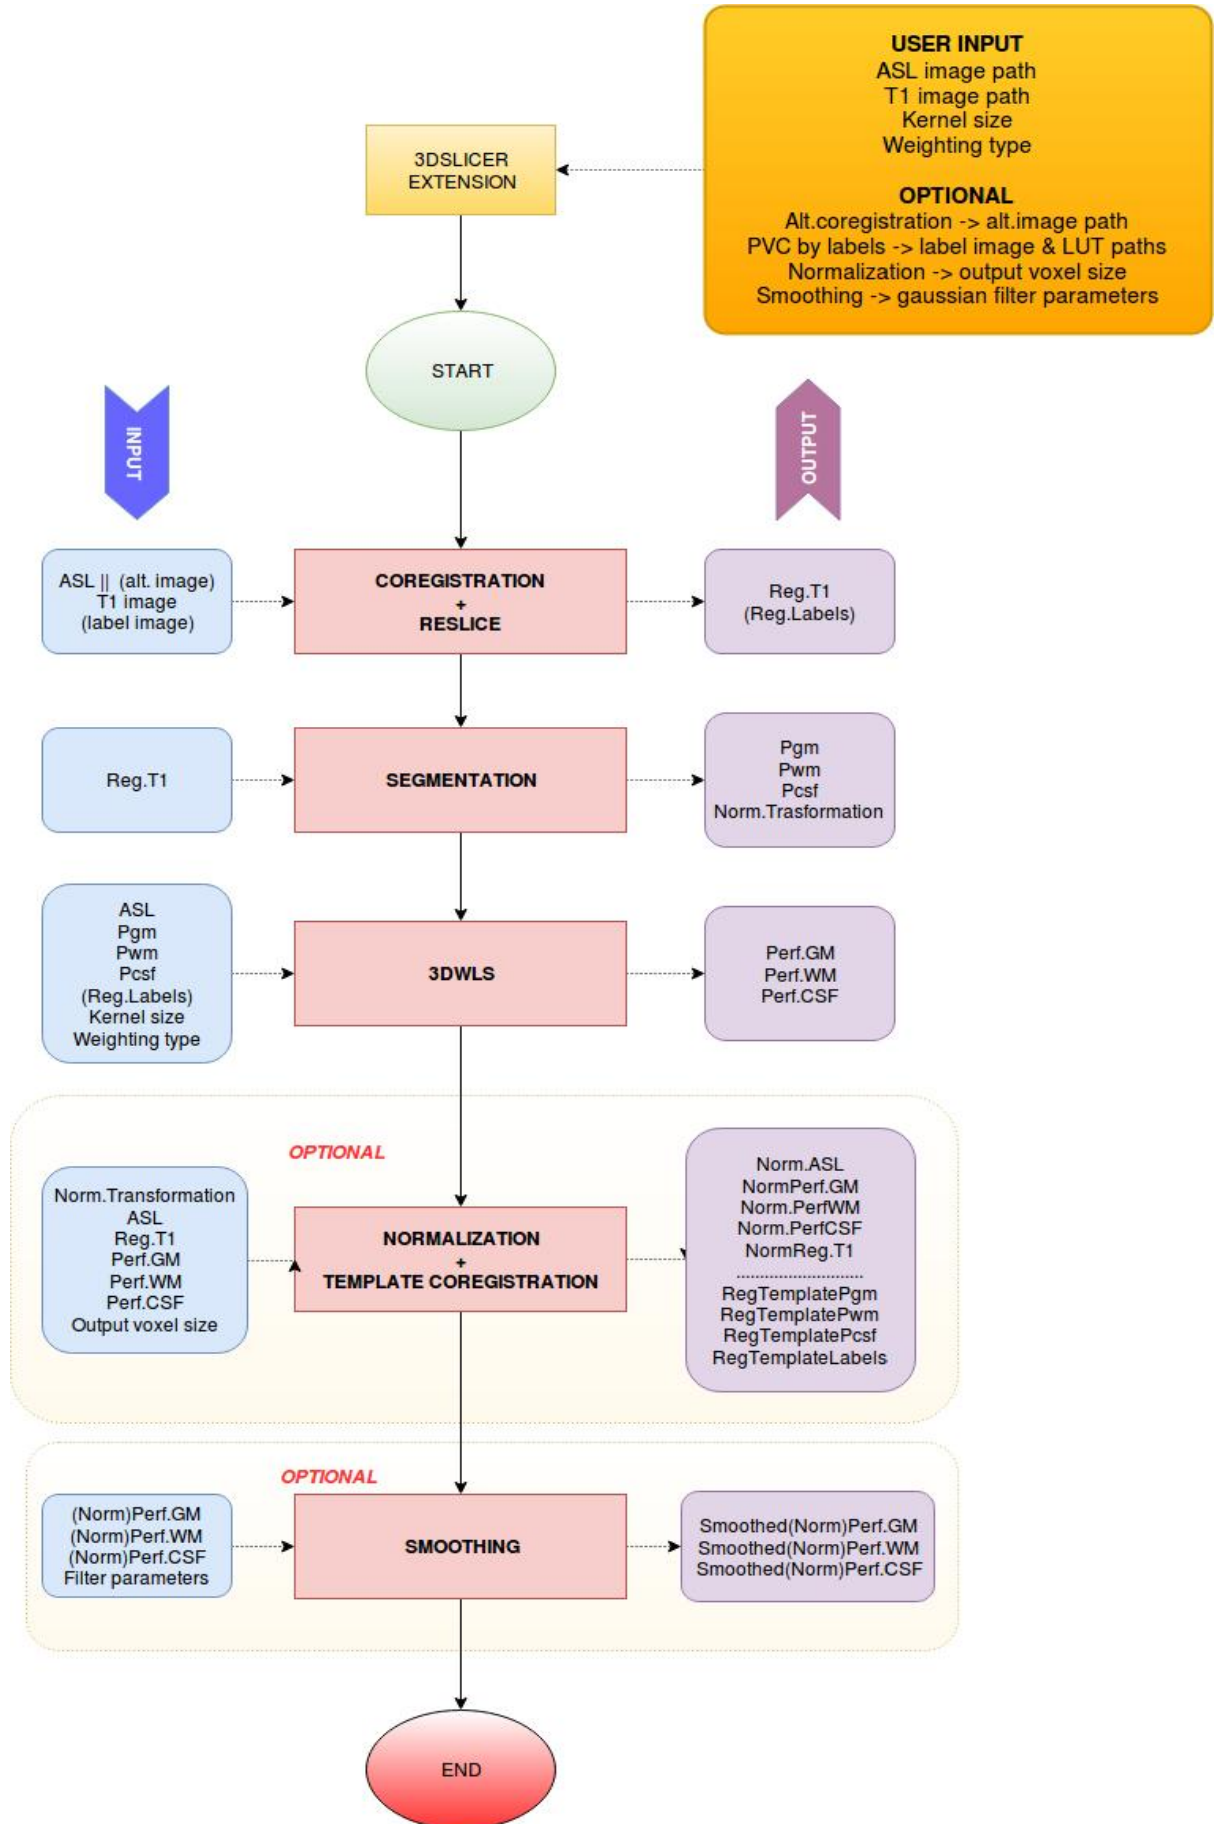 USER INPUT
ASL image path
T1 image path
Kernel size
Weighting type
OPTIONAL
Alt.coregistration -> alt.image path
PVC by labels -> label image & LUT paths
Normalization -> output voxel size
Smoothing -> gaussian filter parameters
3DSLICER
EXTENSION
START
INPUT
OUTPUT
ASL || (alt. image)
T1 image
(label image)
COREGISTRATION
+
RESLICE
Reg.T1
(Reg.Labels)
Reg.T1
SEGMENTATION
Pgm
Pwm
Pcsf
Norm.Trasformation
ASL
Pgm
Pwm
Pcsf
(Reg.Labels)
Kernel size
Weighting type
3DWLS
Perf.GM
Perf.WM
Perf.CSF
OPTIONAL
Norm.Transformation
ASL
Reg.T1
Perf.GM
Perf.WM
Perf.CSF
Output voxel size
NORMALIZATION
+
TEMPLATE COREGISTRATION
Norm.ASL
NormPerf.GM
Norm.PerfWM
Norm.PerfCSF
NormReg.T1
............................
RegTemplatePgm
RegTemplatePwm
RegTemplatePcsf
RegTemplateLabels
OPTIONAL
(Norm)Perf.GM
(Norm)Perf.WM
(Norm)Perf.CSF
Filter parameters
SMOOTHING
Smoothed(Norm)Perf.GM
Smoothed(Norm)Perf.WM
Smoothed(Norm)Perf.CSF
END